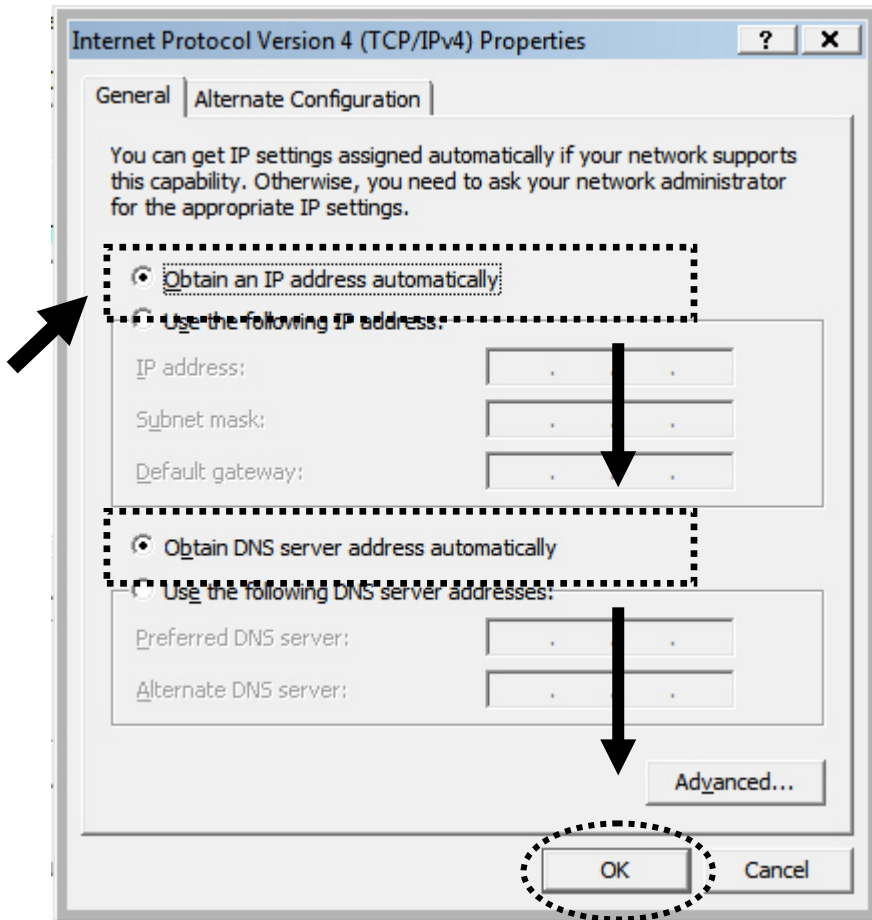 Internet Protocol Version 4 (TCP/IPv4) Properties
General
Alternate Configuration
You can get IP settings assigned automatically if your network supports
this capability. Otherwise, you need to ask your network administrator
for the appropriate IP settings.
Obtain an IP address automatically
Use the following IP address:
IP address:
Subnet mask:
Default gateway:
Obtain DNS server address automatically
Use the following DNS server addresses:
Preferred DNS server:
Alternate DNS server:
Advanced...
OK
Cancel